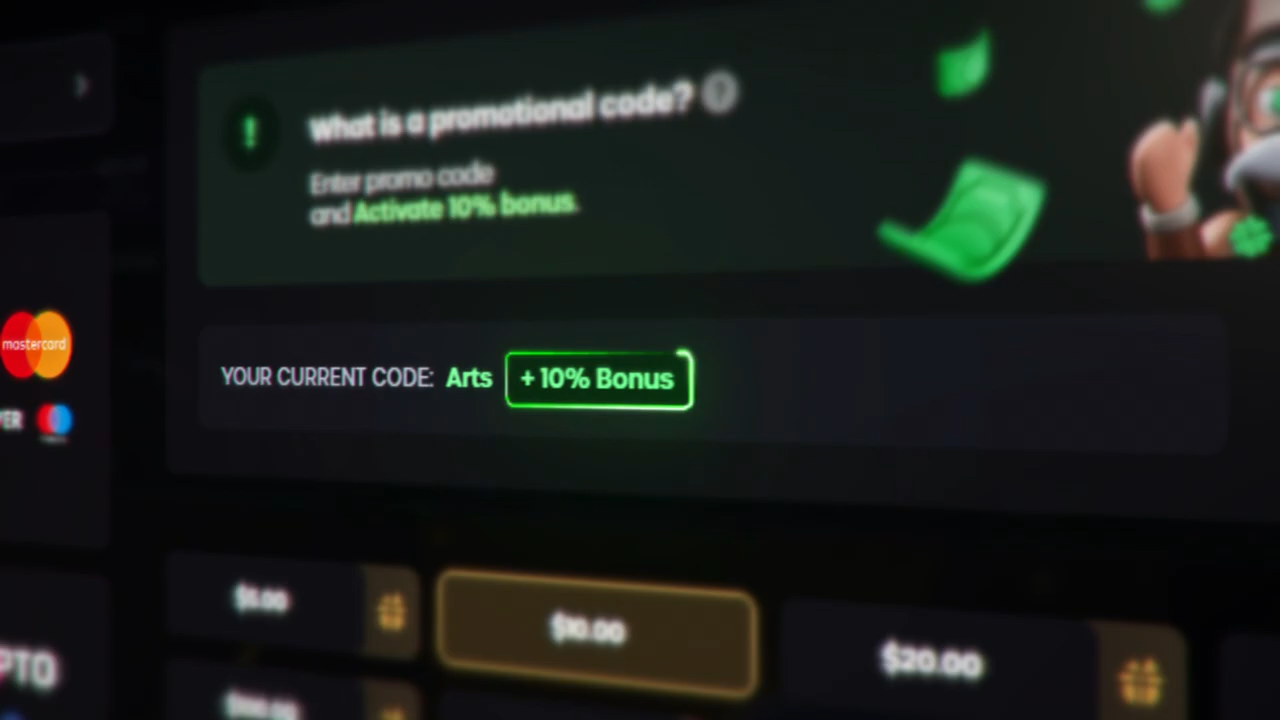 What is a promotional code? ?
Enter promo code
and Activate 10% bonus.
mastercard
YOUR CURRENT CODE: Arts + 10% Bonus
$5.00
$10.00
$20.00